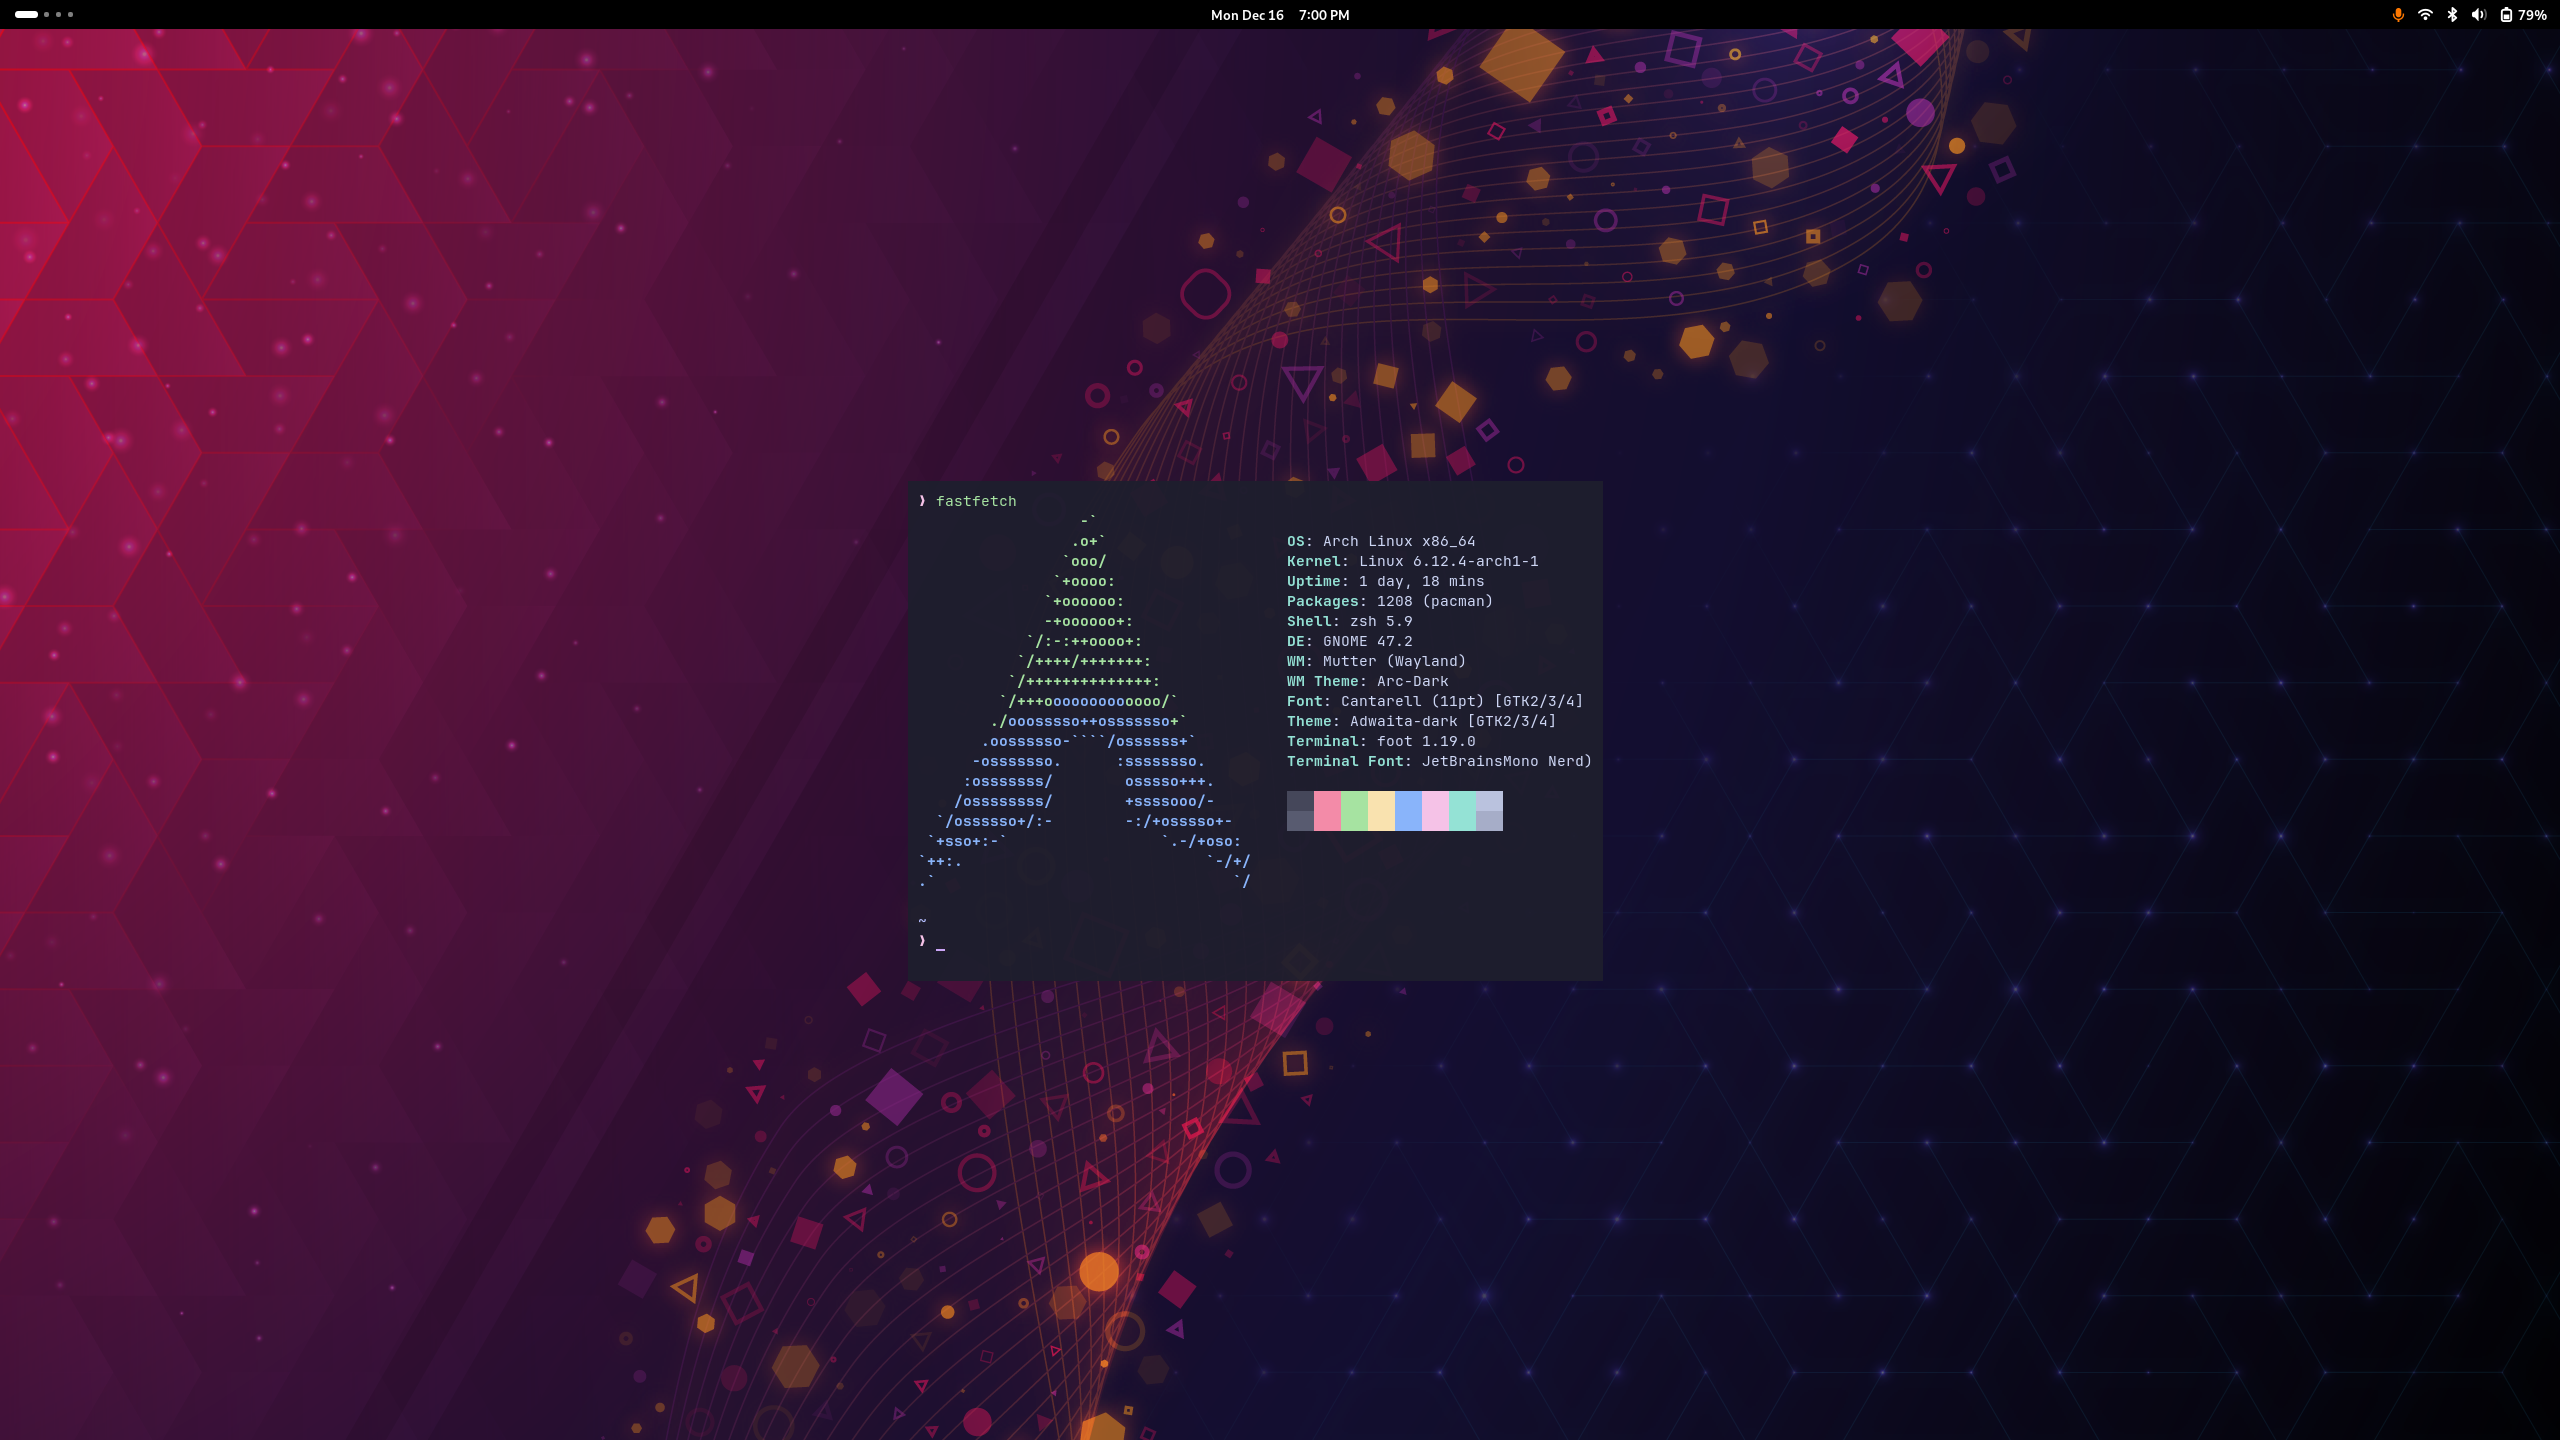 Mon Dec 16 7:00 PM
79%
❫ fastfetch
                  -`
                 .o+`
                `ooo/
               `+oooo:
              `+oooooo:
              -+oooooo+:
            `/:-:++oooo+:
           `/++++/+++++++:
          `/++++++++++++++:
         `/+++ooooooooooooo/`
        ./ooosssso++osssssso+`
       .oossssso-````/ossssss+`
      -osssssso.      :ssssssso.
     :osssssss/        osssso+++.
    /ossssssss/        +ssssooo/-
  `/ossssso+/:-        -:/+osssso+-
 `+sso+:-`                 `.-/+oso:
`++:.                           `-/+/
.`                                 `/
OS: Arch Linux x86_64
Kernel: Linux 6.12.4-arch1-1
Uptime: 1 day, 18 mins
Packages: 1208 (pacman)
Shell: zsh 5.9
DE: GNOME 47.2
WM: Mutter (Wayland)
WM Theme: Arc-Dark
Font: Cantarell (11pt) [GTK2/3/4]
Theme: Adwaita-dark [GTK2/3/4]
Terminal: foot 1.19.0
Terminal Font: JetBrainsMono Nerd)
~
❫ _